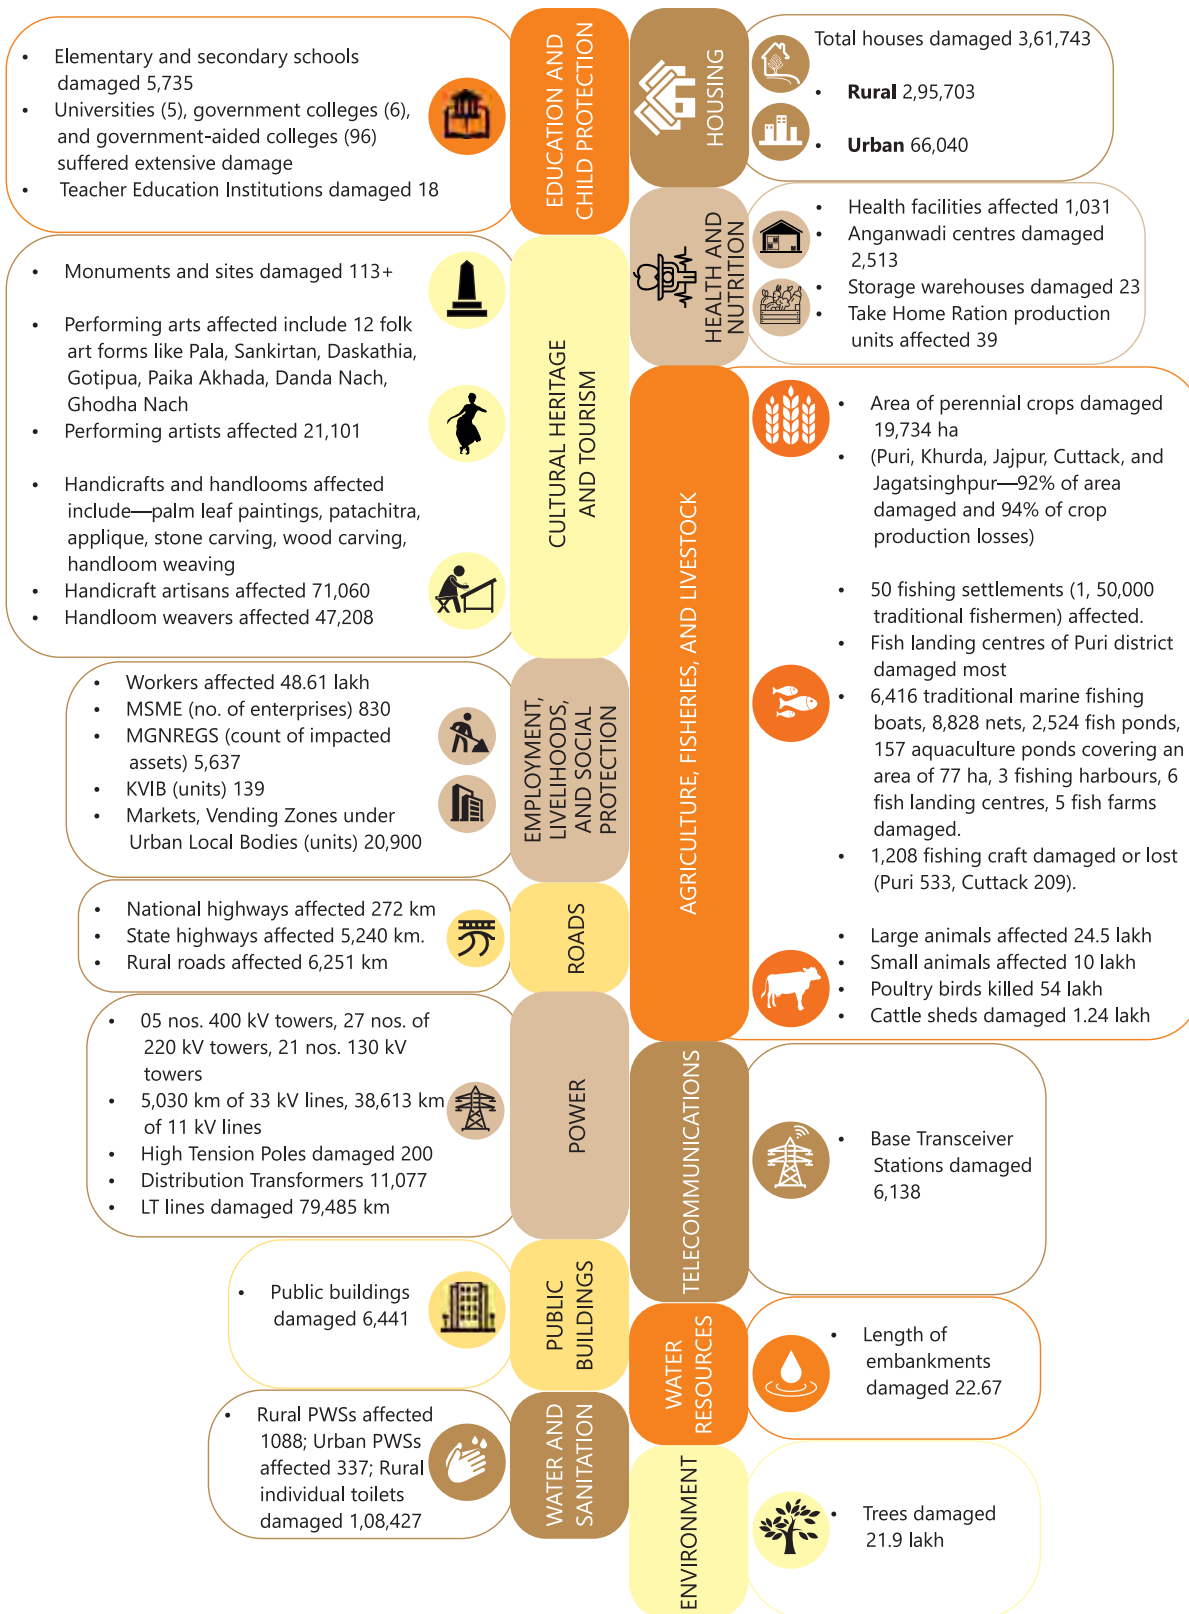 • Elementary and secondary schools
damaged 5,735
• Universities (5), government colleges (6),
and government-aided colleges (96)
suffered extensive damage
• Teacher Education Institutions damaged 18
EDUCATION AND
CHILD PROTECTION
• Monuments and sites damaged 113+
• Performing arts affected include 12 folk
art forms like Pala, Sankirtan, Daskathia,
Gotipua, Paika Akhada, Danda Nach,
Ghodha Nach
• Performing artists affected 21,101
• Handicrafts and handlooms affected
include—palm leaf paintings, patachitra,
applique, stone carving, wood carving,
handloom weaving
• Handicraft artisans affected 71,060
• Handloom weavers affected 47,208
CULTURAL HERITAGE
AND TOURISM
• Workers affected 48.61 lakh
• MSME (no. of enterprises) 830
• MGNREGS (count of impacted
assets) 5,637
• KVIB (units) 139
• Markets, Vending Zones under
Urban Local Bodies (units) 20,900
EMPLOYMENT,
LIVELIHOODS,
AND SOCIAL
PROTECTION
• National highways affected 272 km
• State highways affected 5,240 km.
• Rural roads affected 6,251 km
ROADS
• 05 nos. 400 kV towers, 27 nos. of
220 kV towers, 21 nos. 130 kV
towers
• 5,030 km of 33 kV lines, 38,613 km
of 11 kV lines
• High Tension Poles damaged 200
• Distribution Transformers 11,077
• LT lines damaged 79,485 km
POWER
• Public buildings
damaged 6,441
PUBLIC
BUILDINGS
• Rural PWSs affected
1088; Urban PWSs
affected 337; Rural
individual toilets
damaged 1,08,427
WATER AND
SANITATION
HOUSING
Total houses damaged 3,61,743
• Rural 2,95,703
• Urban 66,040
HEALTH AND
NUTRITION
• Health facilities affected 1,031
• Anganwadi centres damaged
2,513
• Storage warehouses damaged 23
• Take Home Ration production
units affected 39
AGRICULTURE, FISHERIES, AND LIVESTOCK
• Area of perennial crops damaged
19,734 ha
• (Puri, Khurda, Jajpur, Cuttack, and
Jagatsinghpur—92% of area
damaged and 94% of crop
production losses)
• 50 fishing settlements (1, 50,000
traditional fishermen) affected.
• Fish landing centres of Puri district
damaged most
• 6,416 traditional marine fishing
boats, 8,828 nets, 2,524 fish ponds,
157 aquaculture ponds covering an
area of 77 ha, 3 fishing harbours, 6
fish landing centres, 5 fish farms
damaged.
• 1,208 fishing craft damaged or lost
(Puri 533, Cuttack 209).
• Large animals affected 24.5 lakh
• Small animals affected 10 lakh
• Poultry birds killed 54 lakh
• Cattle sheds damaged 1.24 lakh
TELECOMMUNICATIONS
• Base Transceiver
Stations damaged
6,138
WATER
RESOURCES
• Length of
embankments
damaged 22.67
ENVIRONMENT
• Trees damaged
21.9 lakh